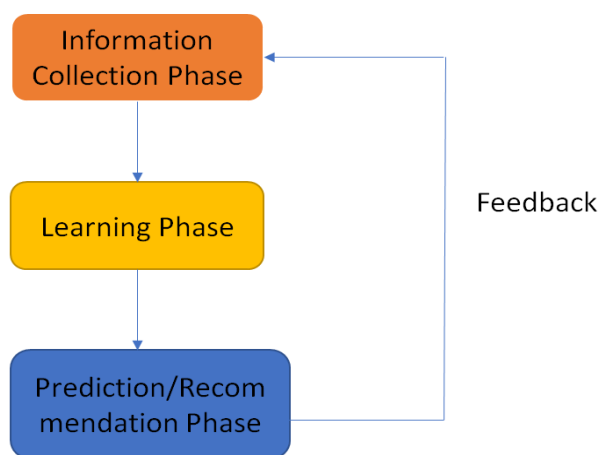 Information
Collection Phase
Learning Phase
Feedback
Prediction/Recom
mendation Phase